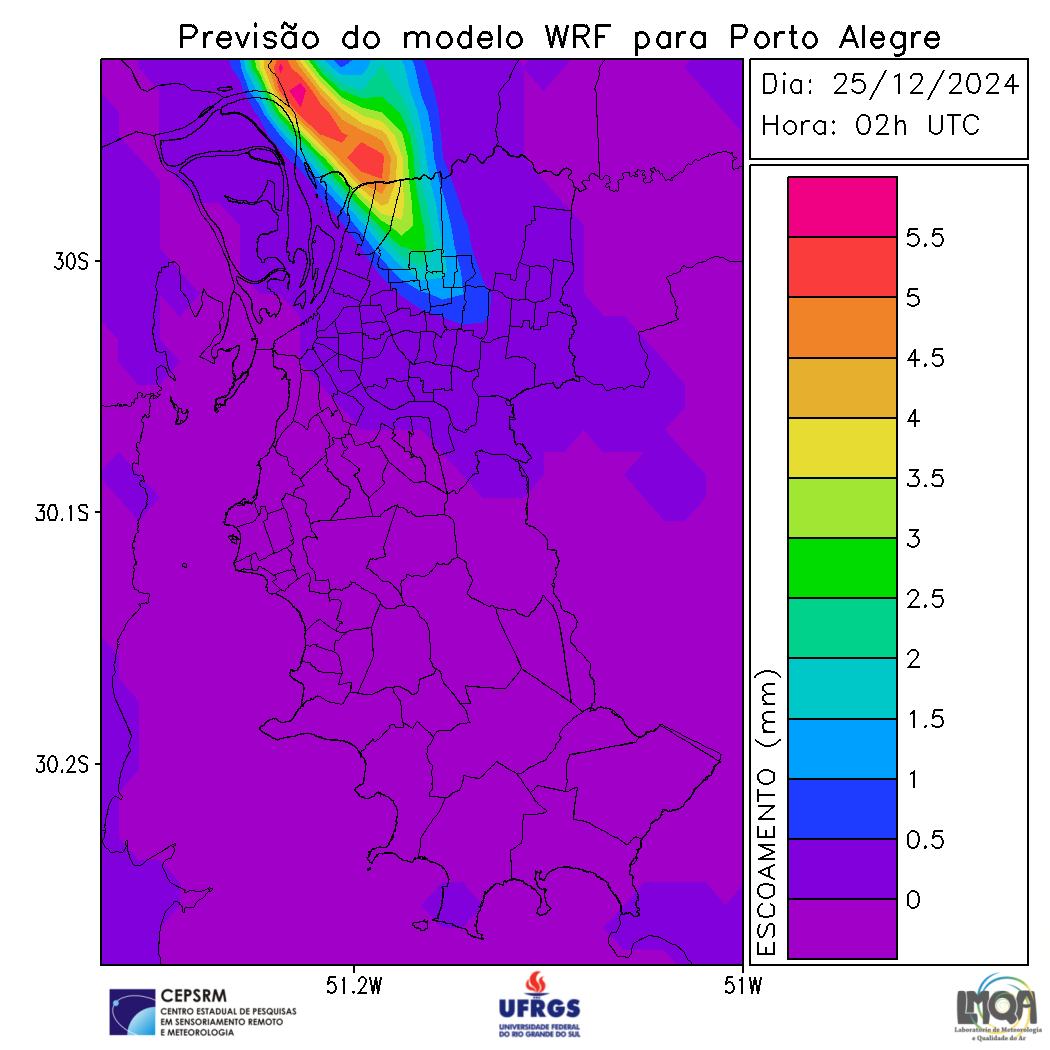 Previsão do modelo WRF para Porto Alegre
Dia: 25/12/2024
Hora: 02h UTC
30S
30.1S
30.2S
51.2W
51W
ESCOAMENTO (mm)
5.5
5
4.5
4
3.5
3
2.5
2
1.5
1
0.5
0
CEPSRM
CENTRO ESTADUAL DE PESQUISAS
EM SENSORIAMENTO REMOTO
E METEOROLOGIA
UFRGS
UNIVERSIDADE FEDERAL
DO RIO GRANDE DO SUL
LMQA
Laboratório de Meteorologia
e Qualidade do Ar